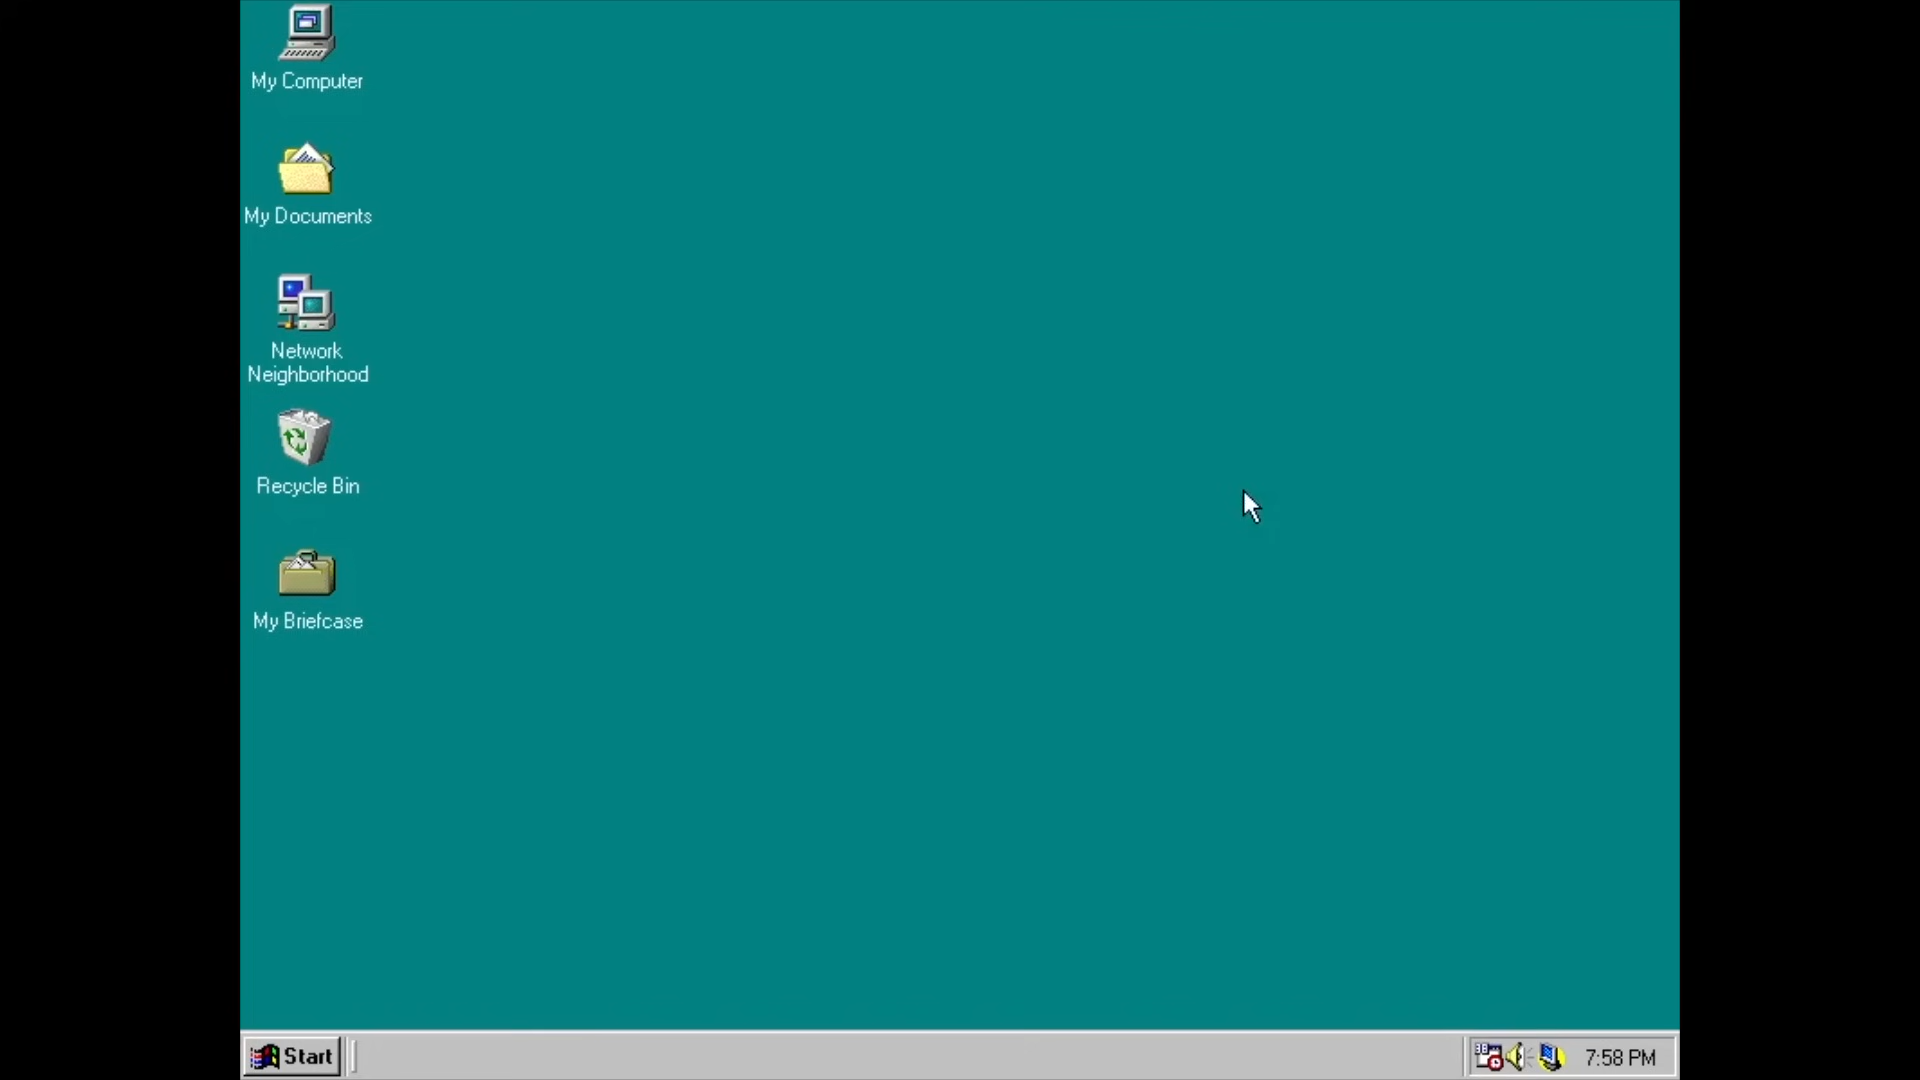 My Computer
My Documents
Network
Neighborhood
Recycle Bin
My Briefcase
Start
7:58 PM